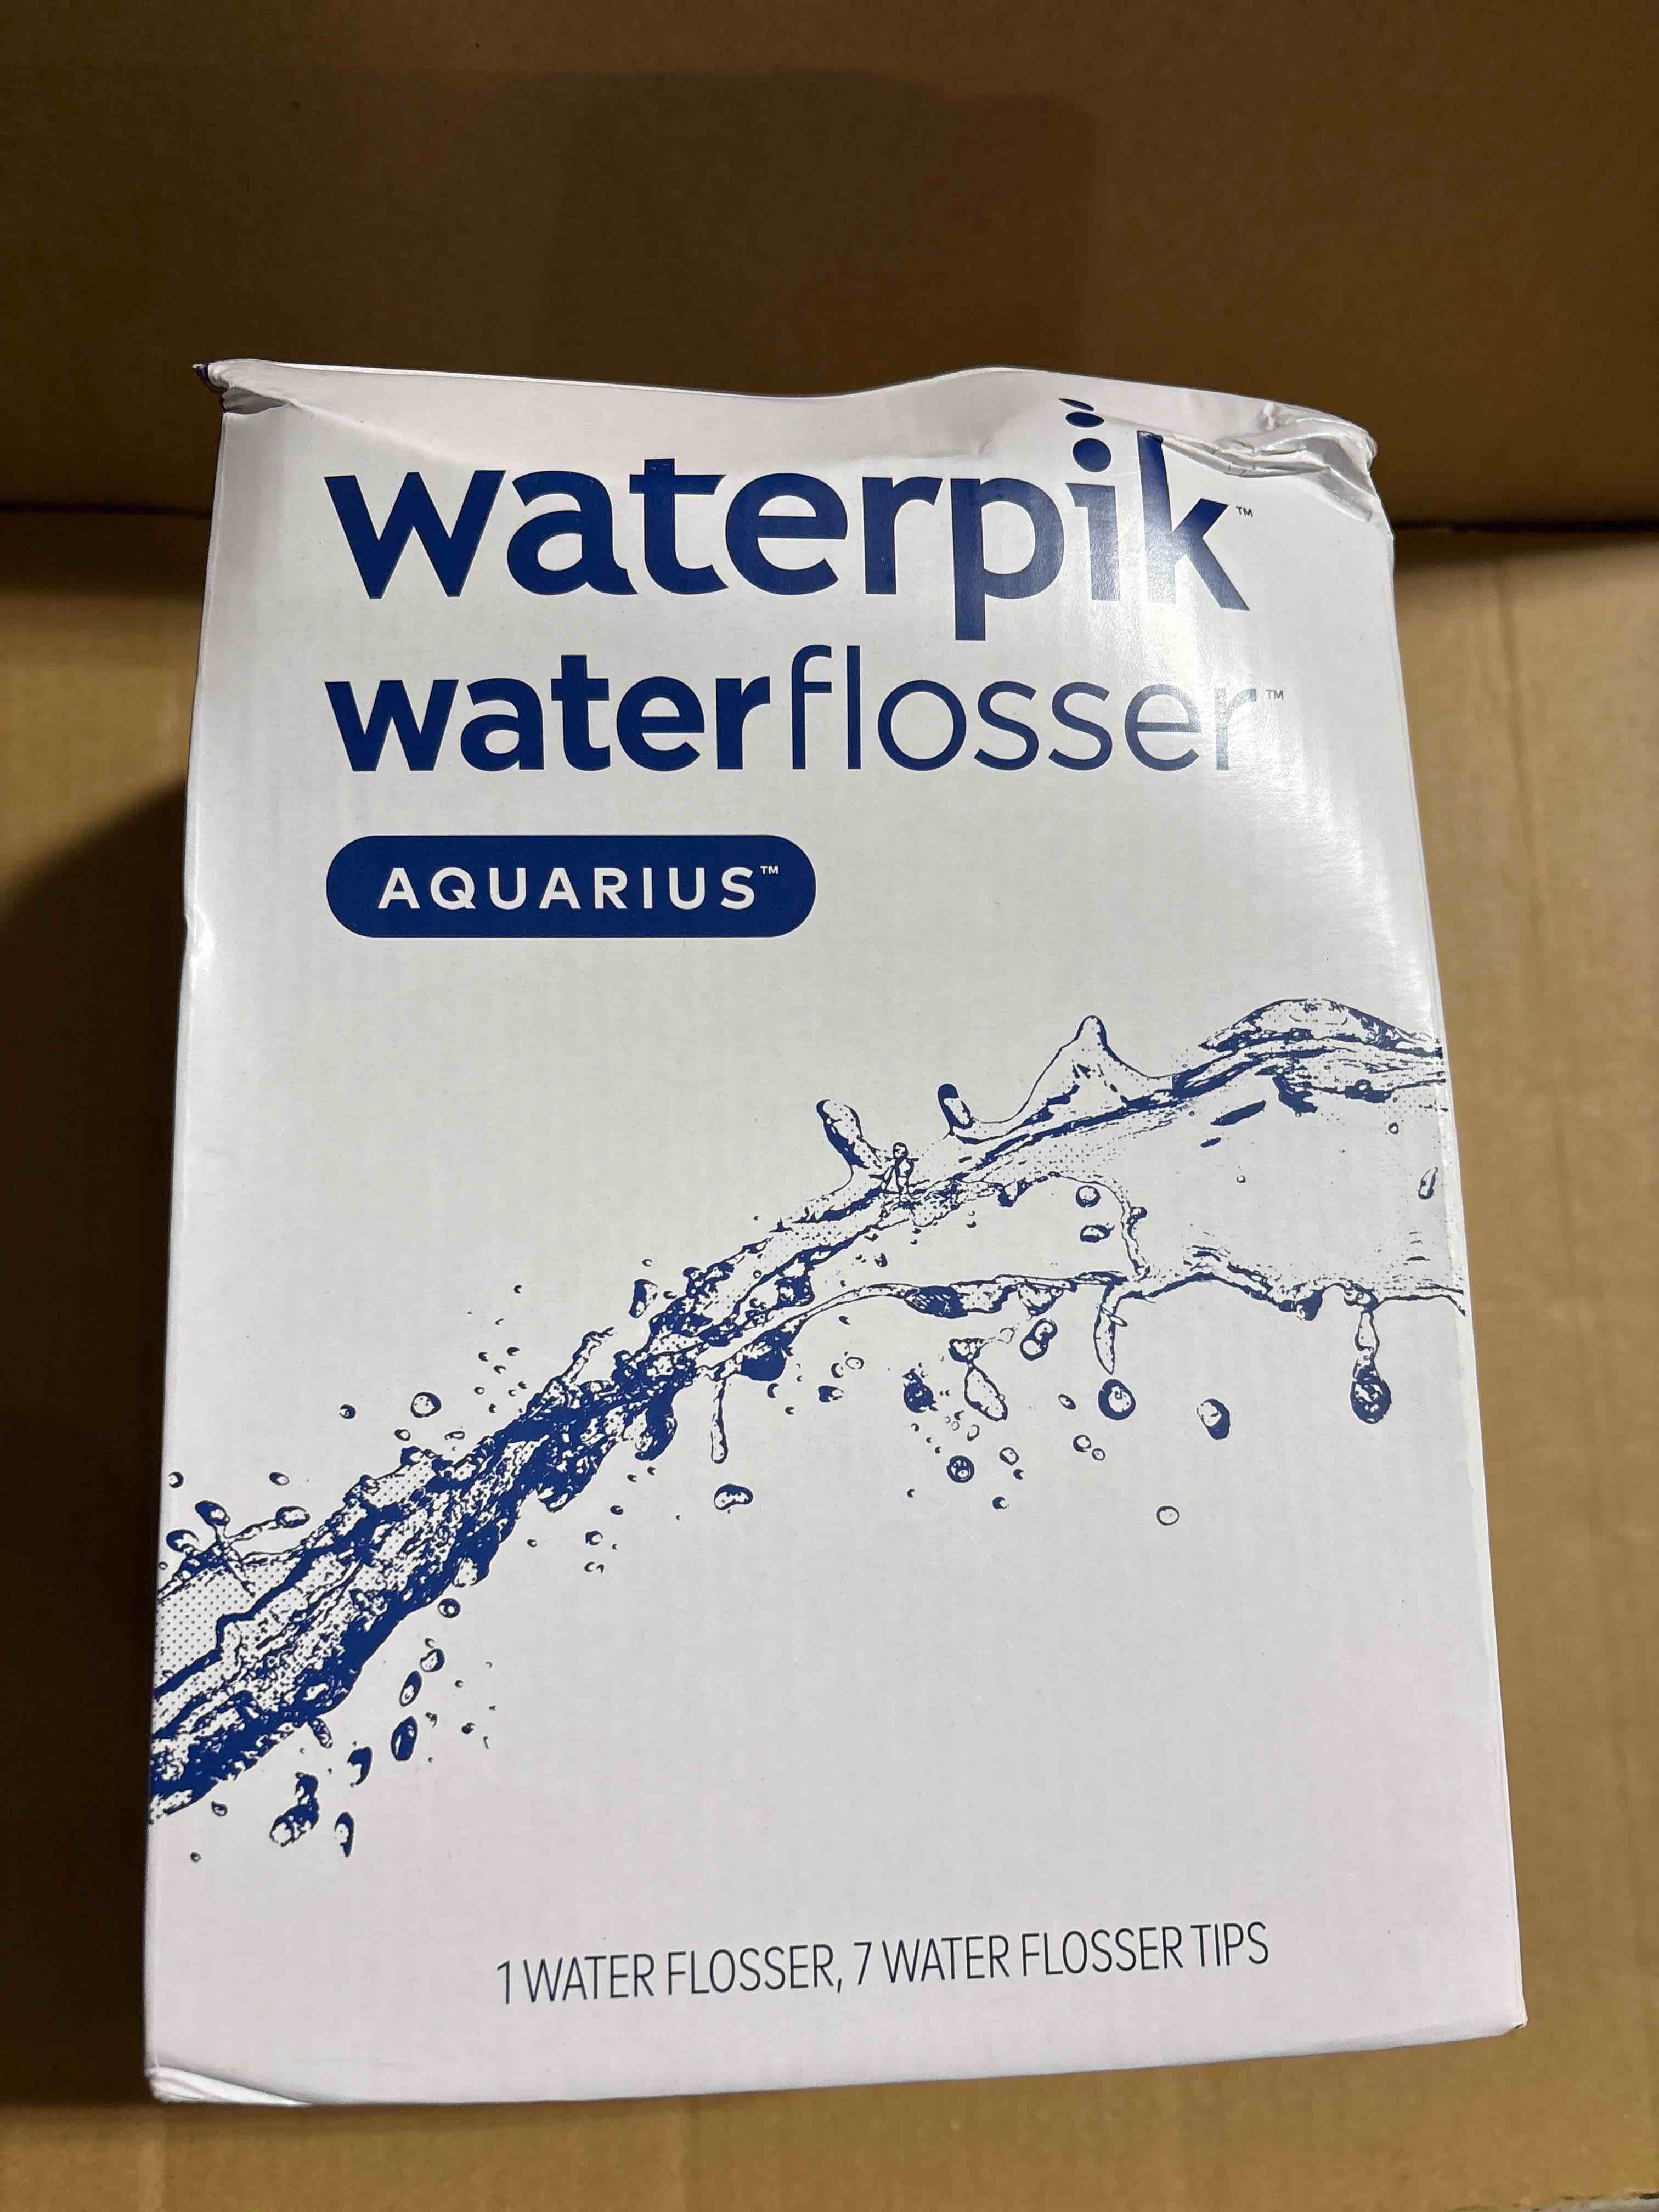 waterpik™
waterflosser™
AQUARIUS™
1 WATER FLOSSER, 7 WATER FLOSSER TIPS